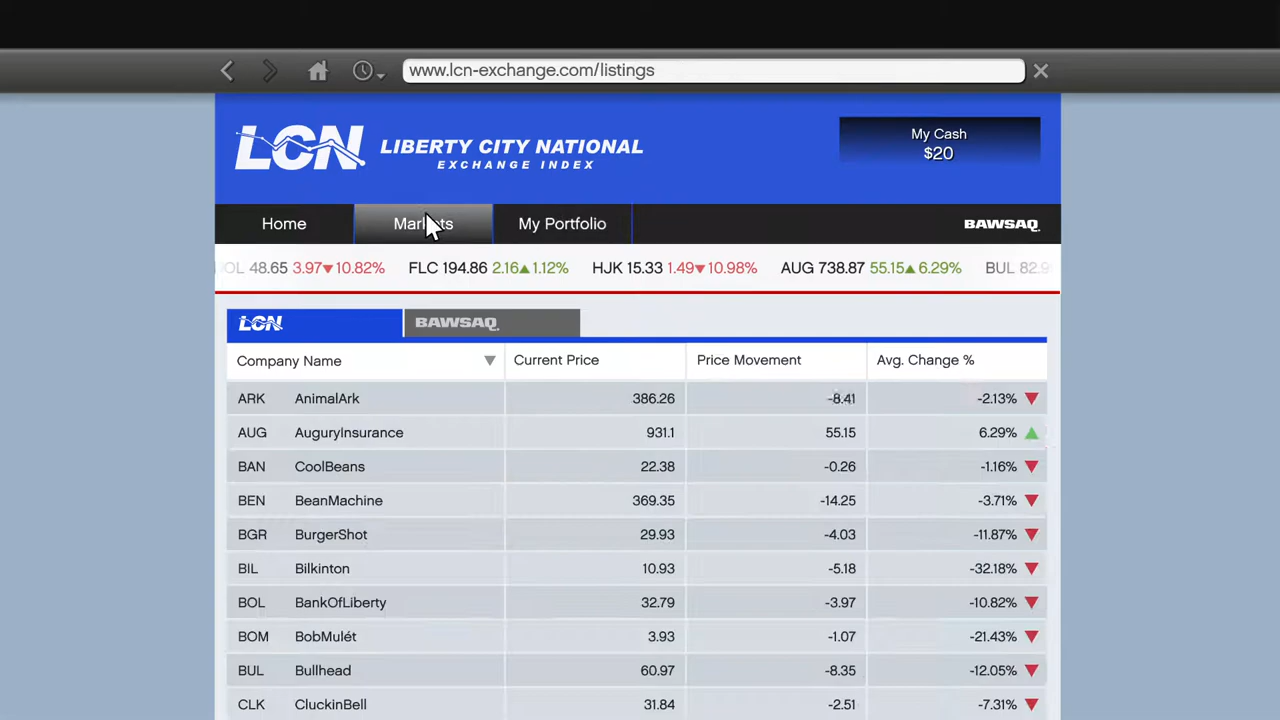 www.lcn-exchange.com/listings
LCN LIBERTY CITY NATIONAL
EXCHANGE INDEX
My Cash
$20
Home Markets My Portfolio BAWSAQ
OL 48.65 3.97▼10.82% FLC 194.86 2.16▲1.12% HJK 15.33 1.49▼10.98% AUG 738.87 55.15▲6.29% BUL 82.9
LCN BAWSAQ
Company Name ▼ Current Price Price Movement Avg. Change %
ARK AnimalArk 386.26 -8.41 -2.13% ▼
AUG AuguryInsurance 931.1 55.15 6.29% ▲
BAN CoolBeans 22.38 -0.26 -1.16% ▼
BEN BeanMachine 369.35 -14.25 -3.71% ▼
BGR BurgerShot 29.93 -4.03 -11.87% ▼
BIL Bilkinton 10.93 -5.18 -32.18% ▼
BOL BankOfLiberty 32.79 -3.97 -10.82% ▼
BOM BobMulét 3.93 -1.07 -21.43% ▼
BUL Bullhead 60.97 -8.35 -12.05% ▼
CLK CluckinBell 31.84 -2.51 -7.31% ▼